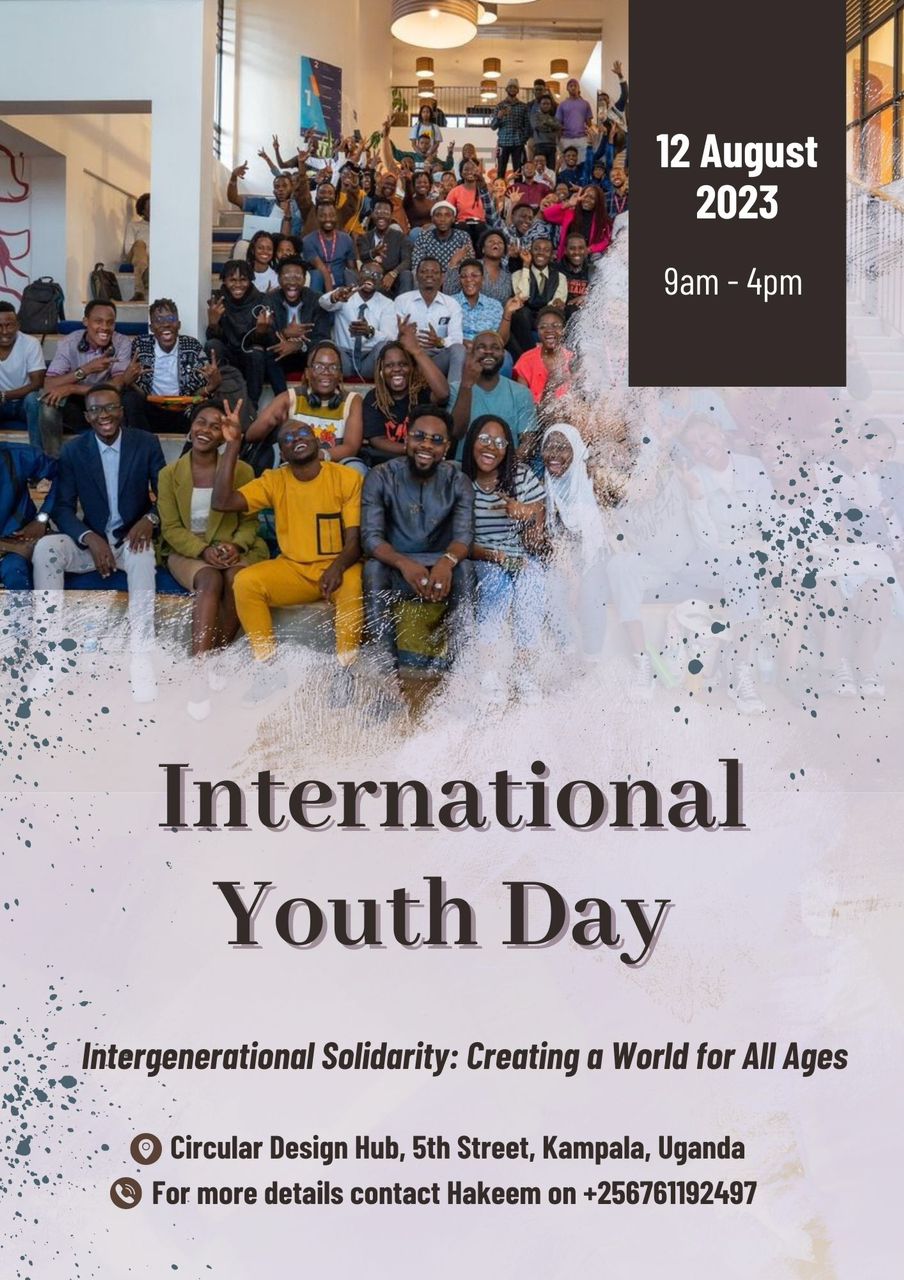 12 August
2023
9am - 4pm
International
Youth Day
Intergenerational Solidarity: Creating a World for All Ages
Circular Design Hub, 5th Street, Kampala, Uganda
For more details contact Hakeem on +256761192497